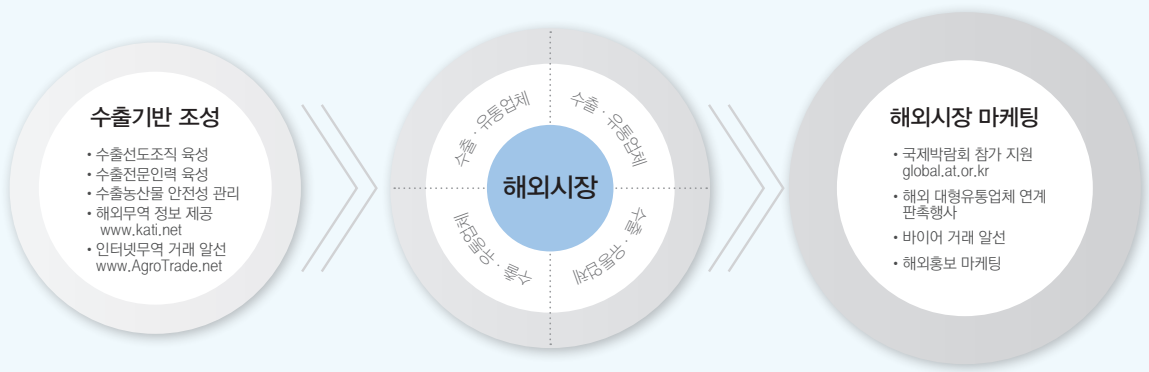 수출기반 조성
• 수출선도조직 육성
• 수출전문인력 육성
• 수출농산물 안전성 관리
• 해외무역 정보 제공
www.kati.net
• 인터넷무역 거래 알선
www.AgroTrade.net
수출 · 유통업체
수출 · 유통업체
해외시장
수출 · 유통업체
수출 · 유통업체
해외시장 마케팅
• 국제박람회 참가 지원
global.at.or.kr
• 해외 대형유통업체 연계
판촉행사
• 바이어 거래 알선
• 해외홍보 마케팅